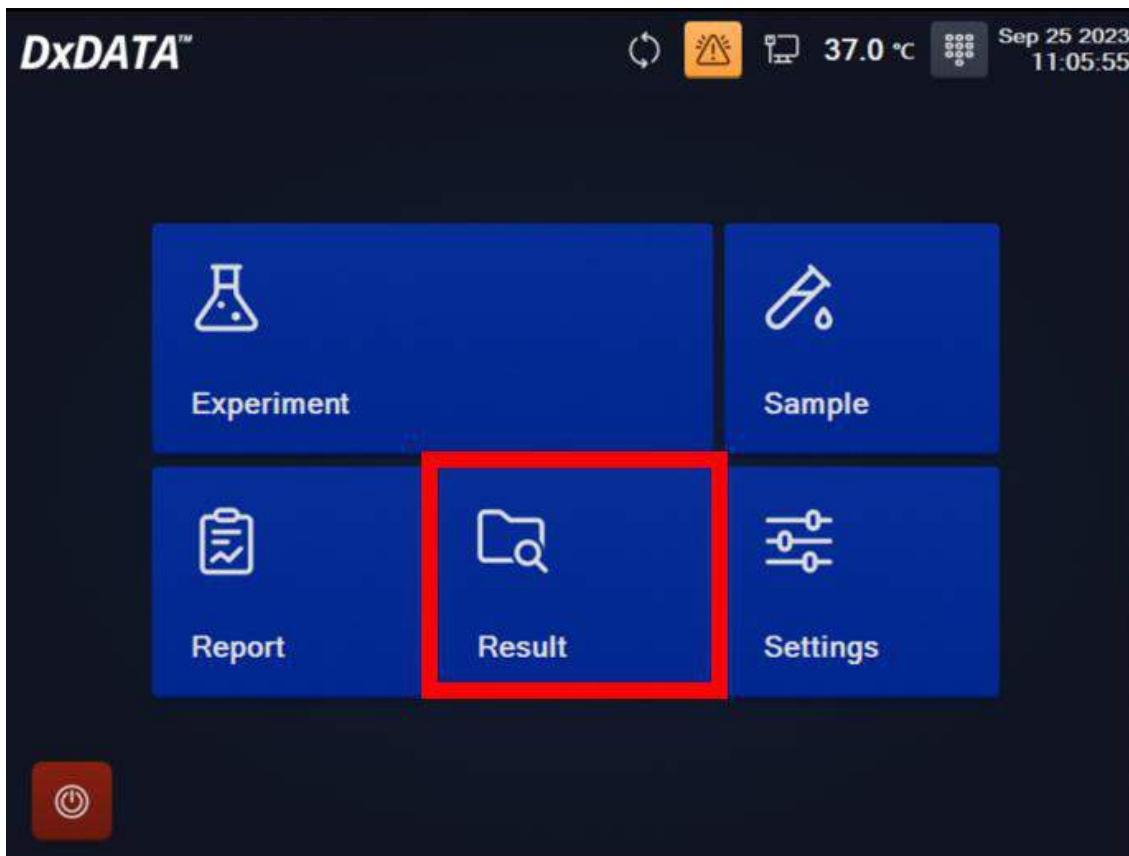 DxDATA™
37.0 ℃
Sep 25 2023
11:05:55
Experiment
Sample
Report
Result
Settings